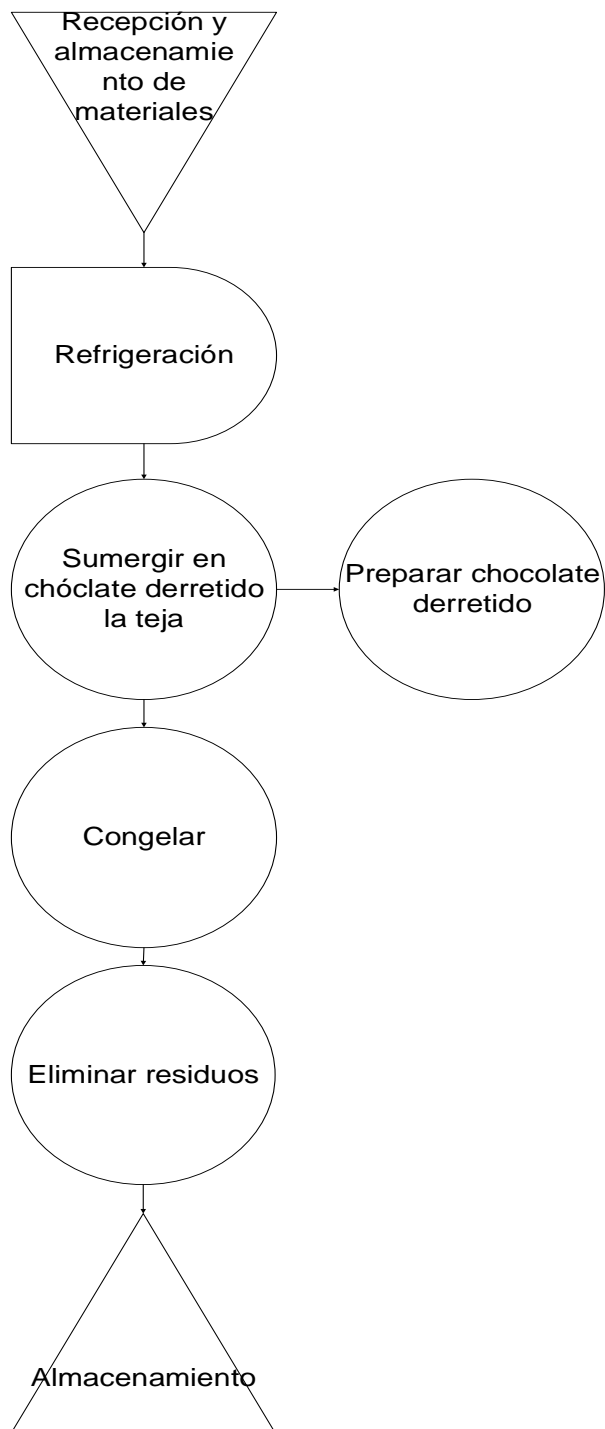 Recepción y
almacenamie
nto de
materiales
Refrigeración
Sumergir en
chóclate derretido
la teja
Preparar chocolate
derretido
Congelar
Eliminar residuos
Almacenamiento